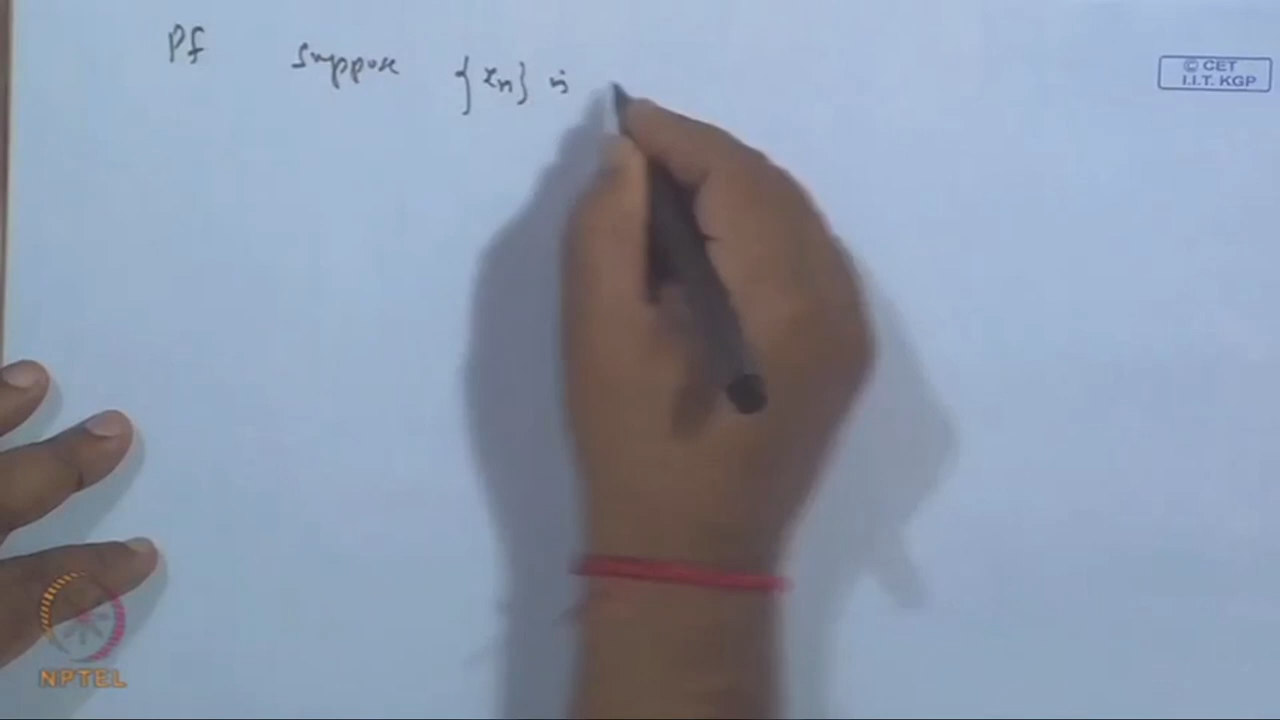 Pf Suppose {xn} is
© CET
I.I.T. KGP
NPTEL